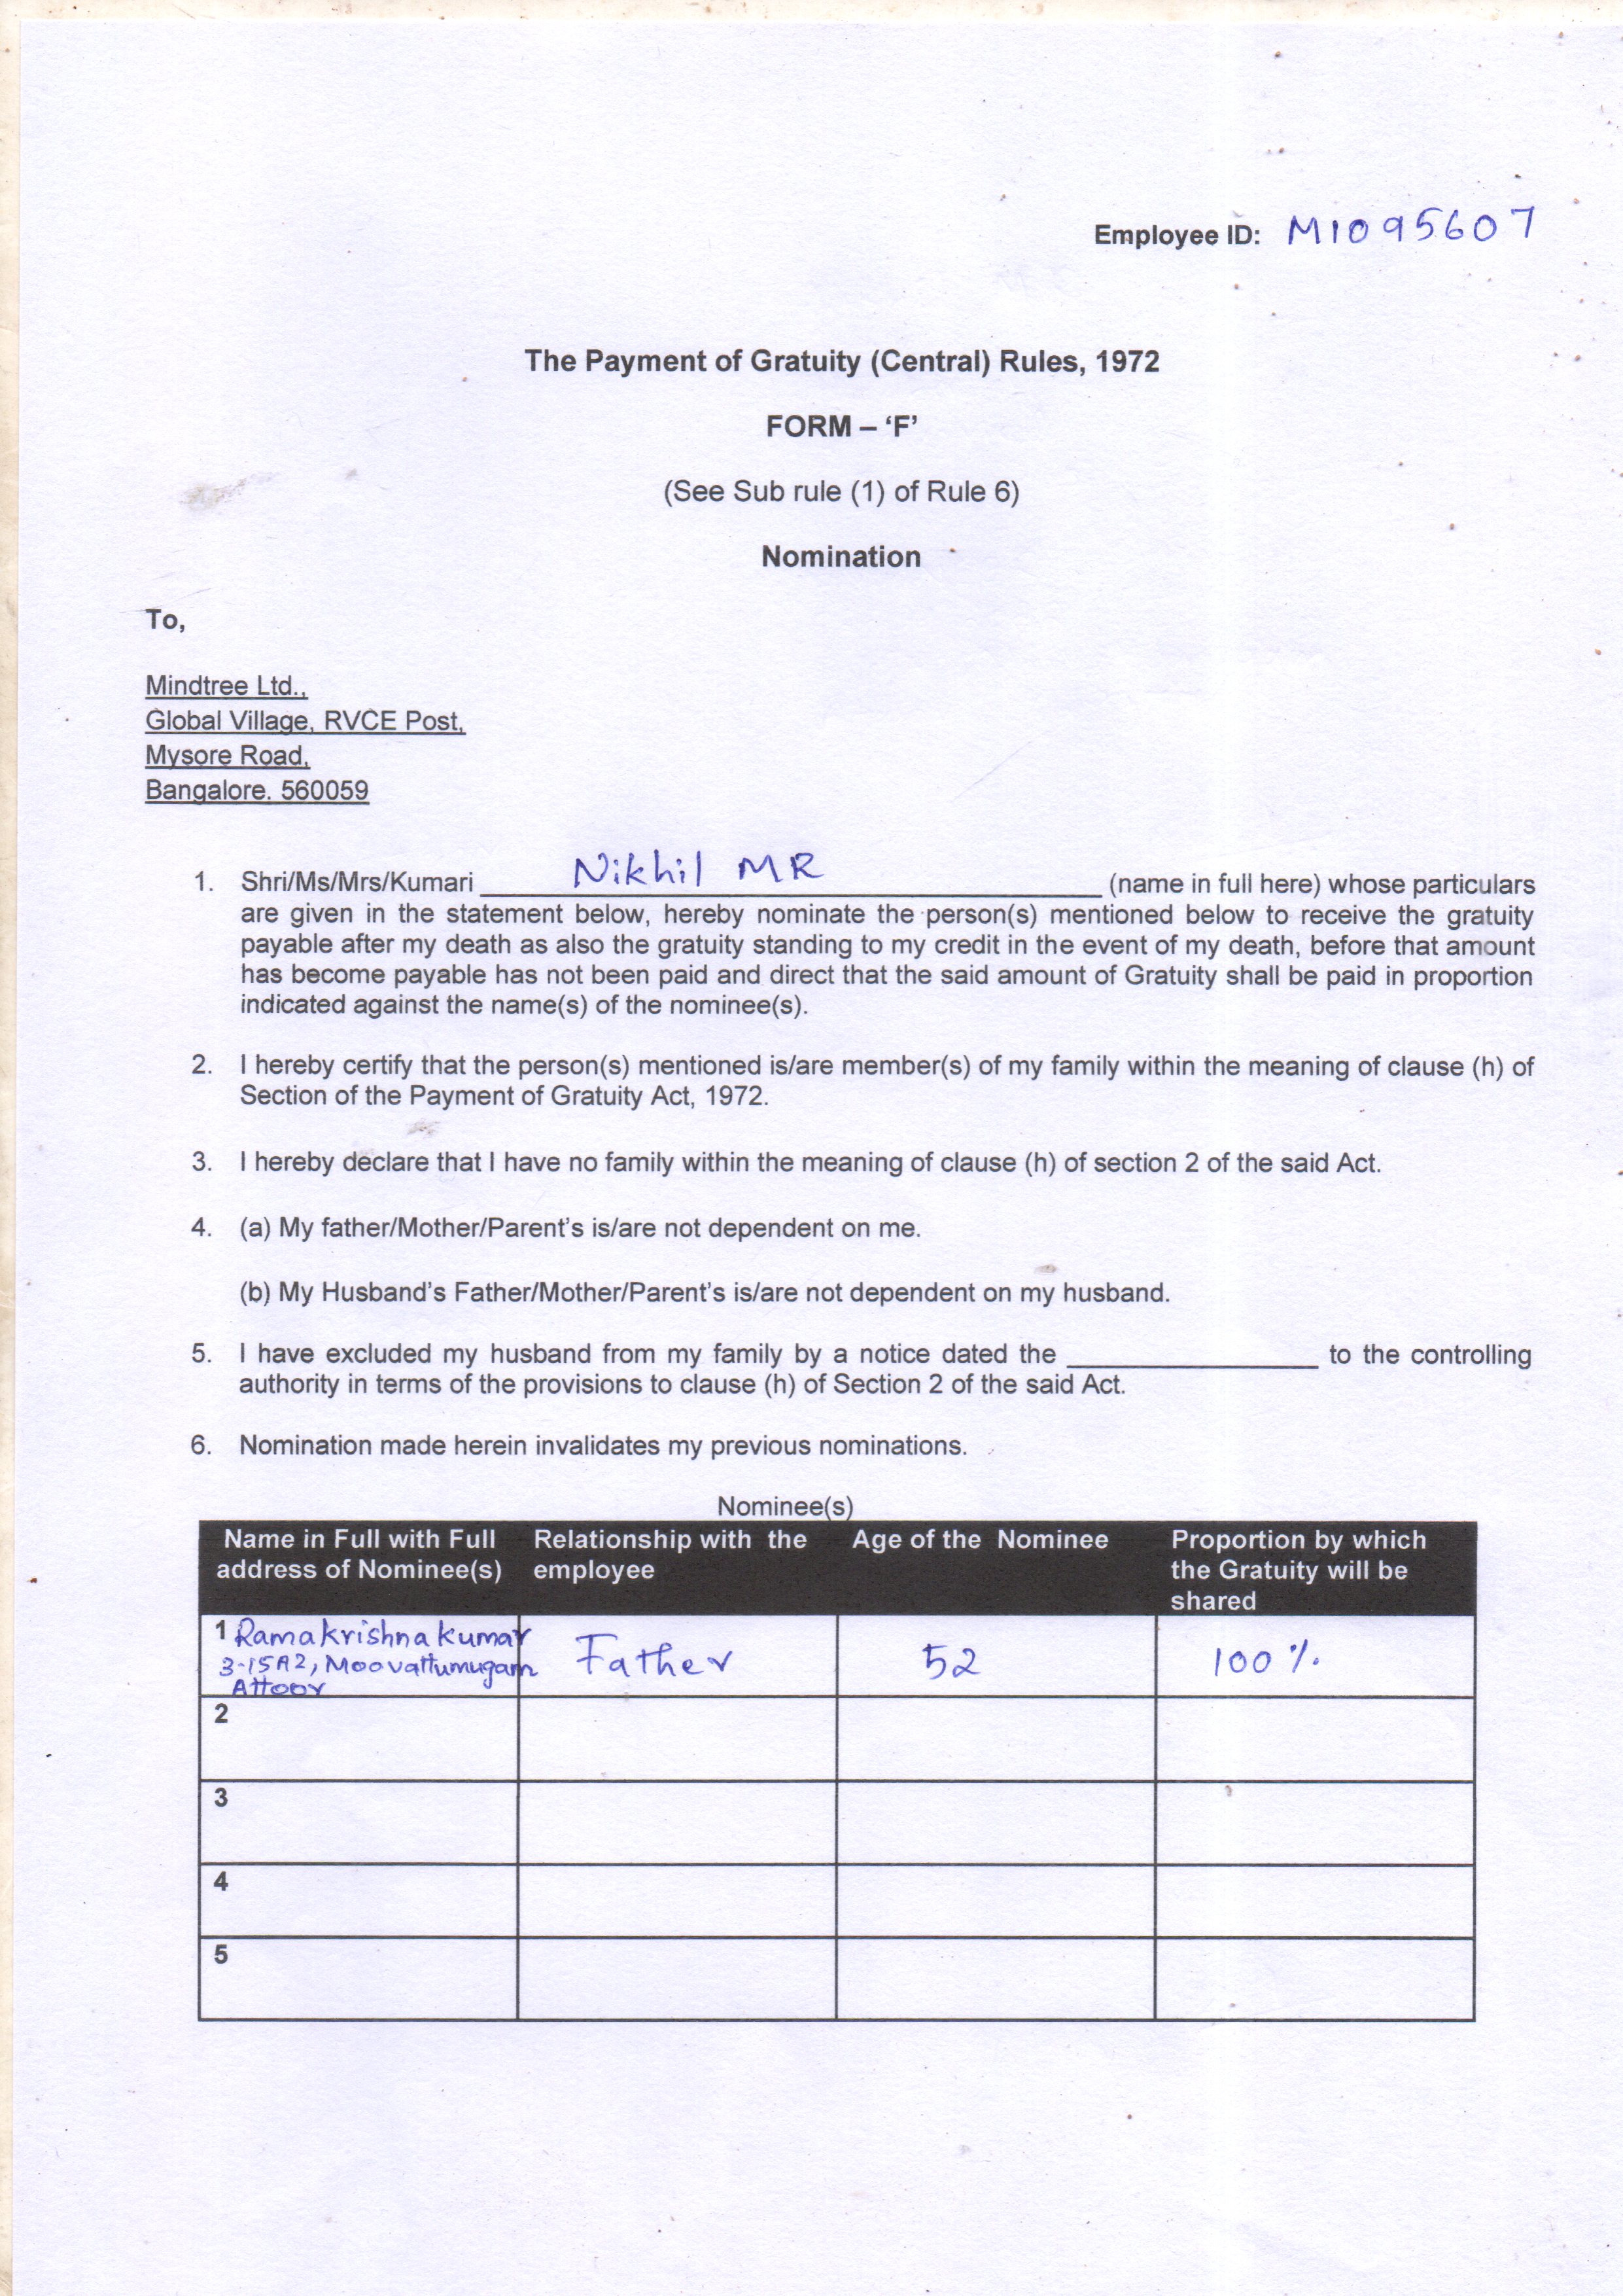 Employee ID: M1095607
The Payment of Gratuity (Central) Rules, 1972
FORM – ‘F’
(See Sub rule (1) of Rule 6)
Nomination
To,
Mindtree Ltd.,
Global Village, RVCE Post,
Mysore Road,
Bangalore. 560059
1. Shri/Ms/Mrs/Kumari Nikhil MR (name in full here) whose particulars
are given in the statement below, hereby nominate the person(s) mentioned below to receive the gratuity
payable after my death as also the gratuity standing to my credit in the event of my death, before that amount
has become payable has not been paid and direct that the said amount of Gratuity shall be paid in proportion
indicated against the name(s) of the nominee(s).
2. I hereby certify that the person(s) mentioned is/are member(s) of my family within the meaning of clause (h) of
Section of the Payment of Gratuity Act, 1972.
3. I hereby declare that I have no family within the meaning of clause (h) of section 2 of the said Act.
4. (a) My father/Mother/Parent’s is/are not dependent on me.
(b) My Husband’s Father/Mother/Parent’s is/are not dependent on my husband.
5. I have excluded my husband from my family by a notice dated the ________________ to the controlling
authority in terms of the provisions to clause (h) of Section 2 of the said Act.
6. Nomination made herein invalidates my previous nominations.
Nominee(s)
Name in Full with Full
address of Nominee(s)
Relationship with the
employee
Age of the Nominee
Proportion by which
the Gratuity will be
shared
1 Ramakrishnakumar
3-15A2, Moovattumugam
Attoor
Father
52
100 %
2
3
4
5